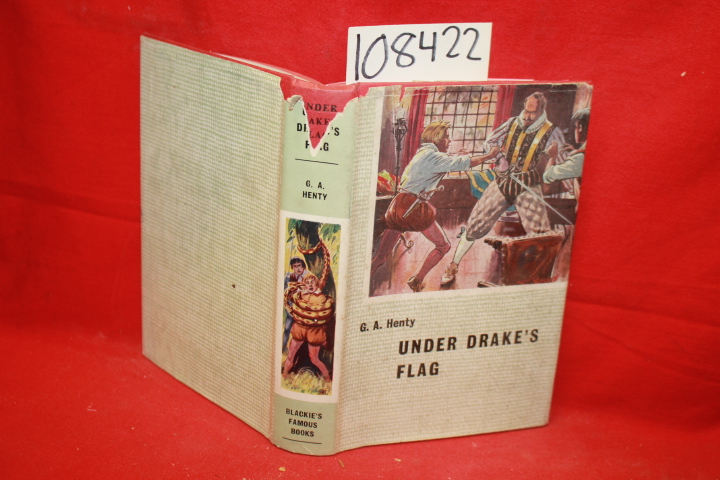 108422
UNDER
DRAKE'S
FLAG
G. A.
HENTY
BLACKIE'S
FAMOUS
BOOKS
G. A. Henty
UNDER DRAKE'S
FLAG